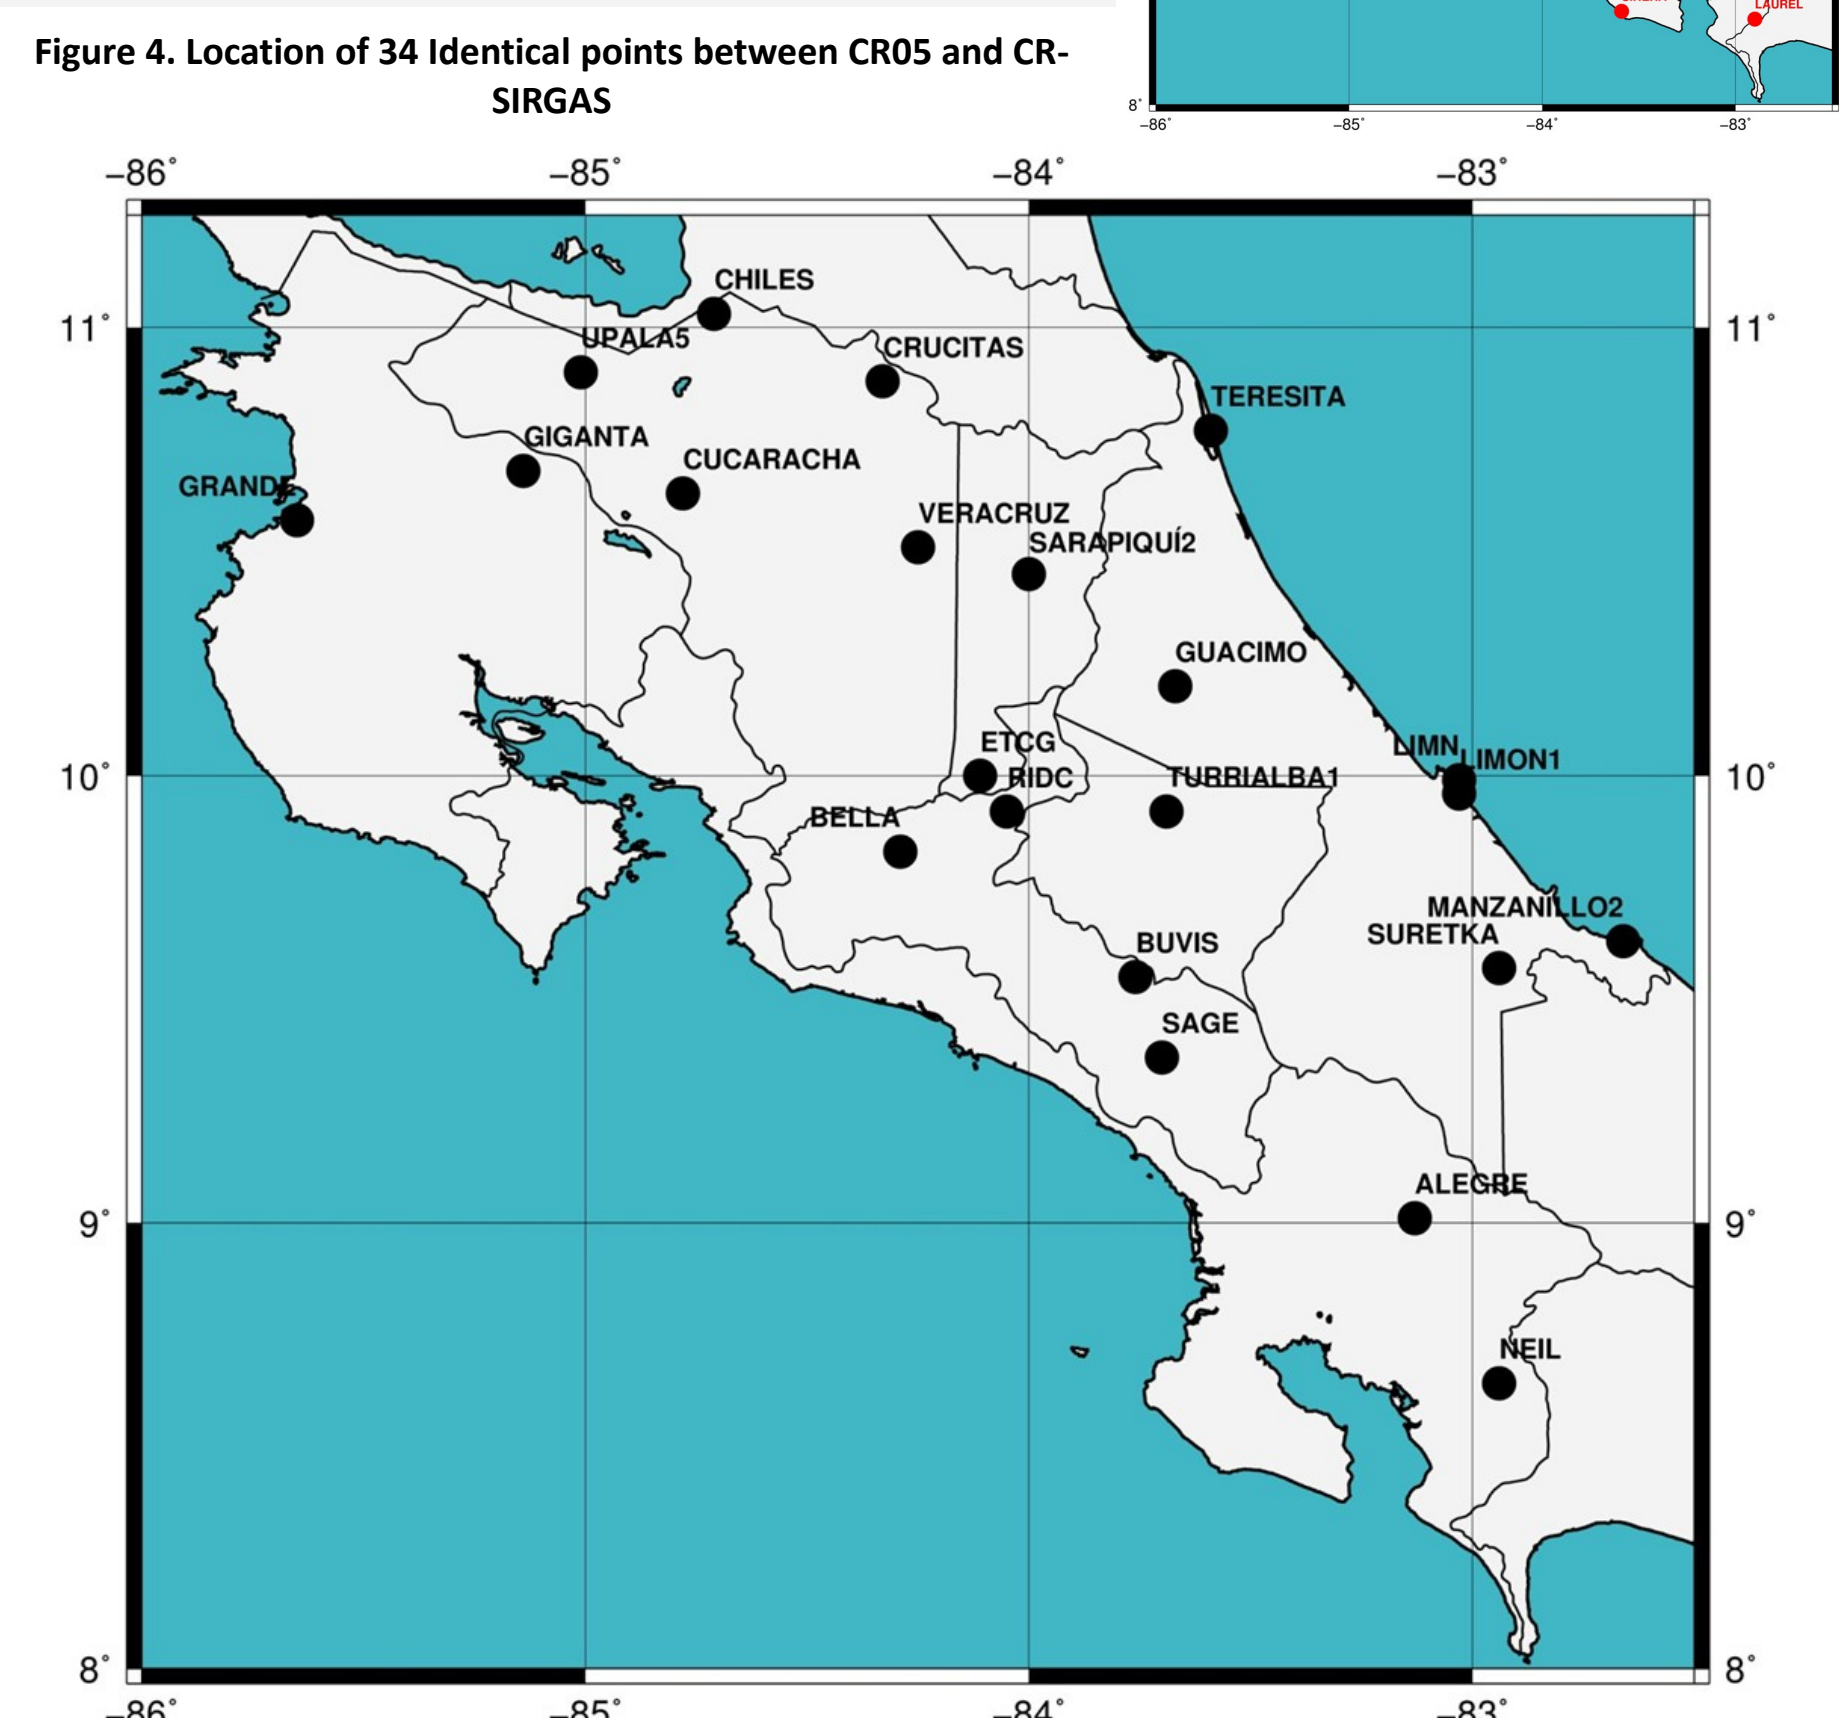 LAUREL
8°
−86°
−85°
−84°
−83°
Figure 4. Location of 34 Identical points between CR05 and CR-
SIRGAS
−86°
−85°
−84°
−83°
CHILES
11°
11°
UPALA5
CRUCITAS
TERESITA
GIGANTA
CUCARACHA
GRANDE
VERACRUZ
SARAPIQUÍ2
GUACIMO
ETCG
LIMN
LIMON1
10°
10°
RIDC
TURRIALBA1
BELLA
MANZANILLO2
SURETKA
BUVIS
SAGE
ALEGRE
9°
9°
NEIL
8°
8°
−86°
−85°
−84°
−83°